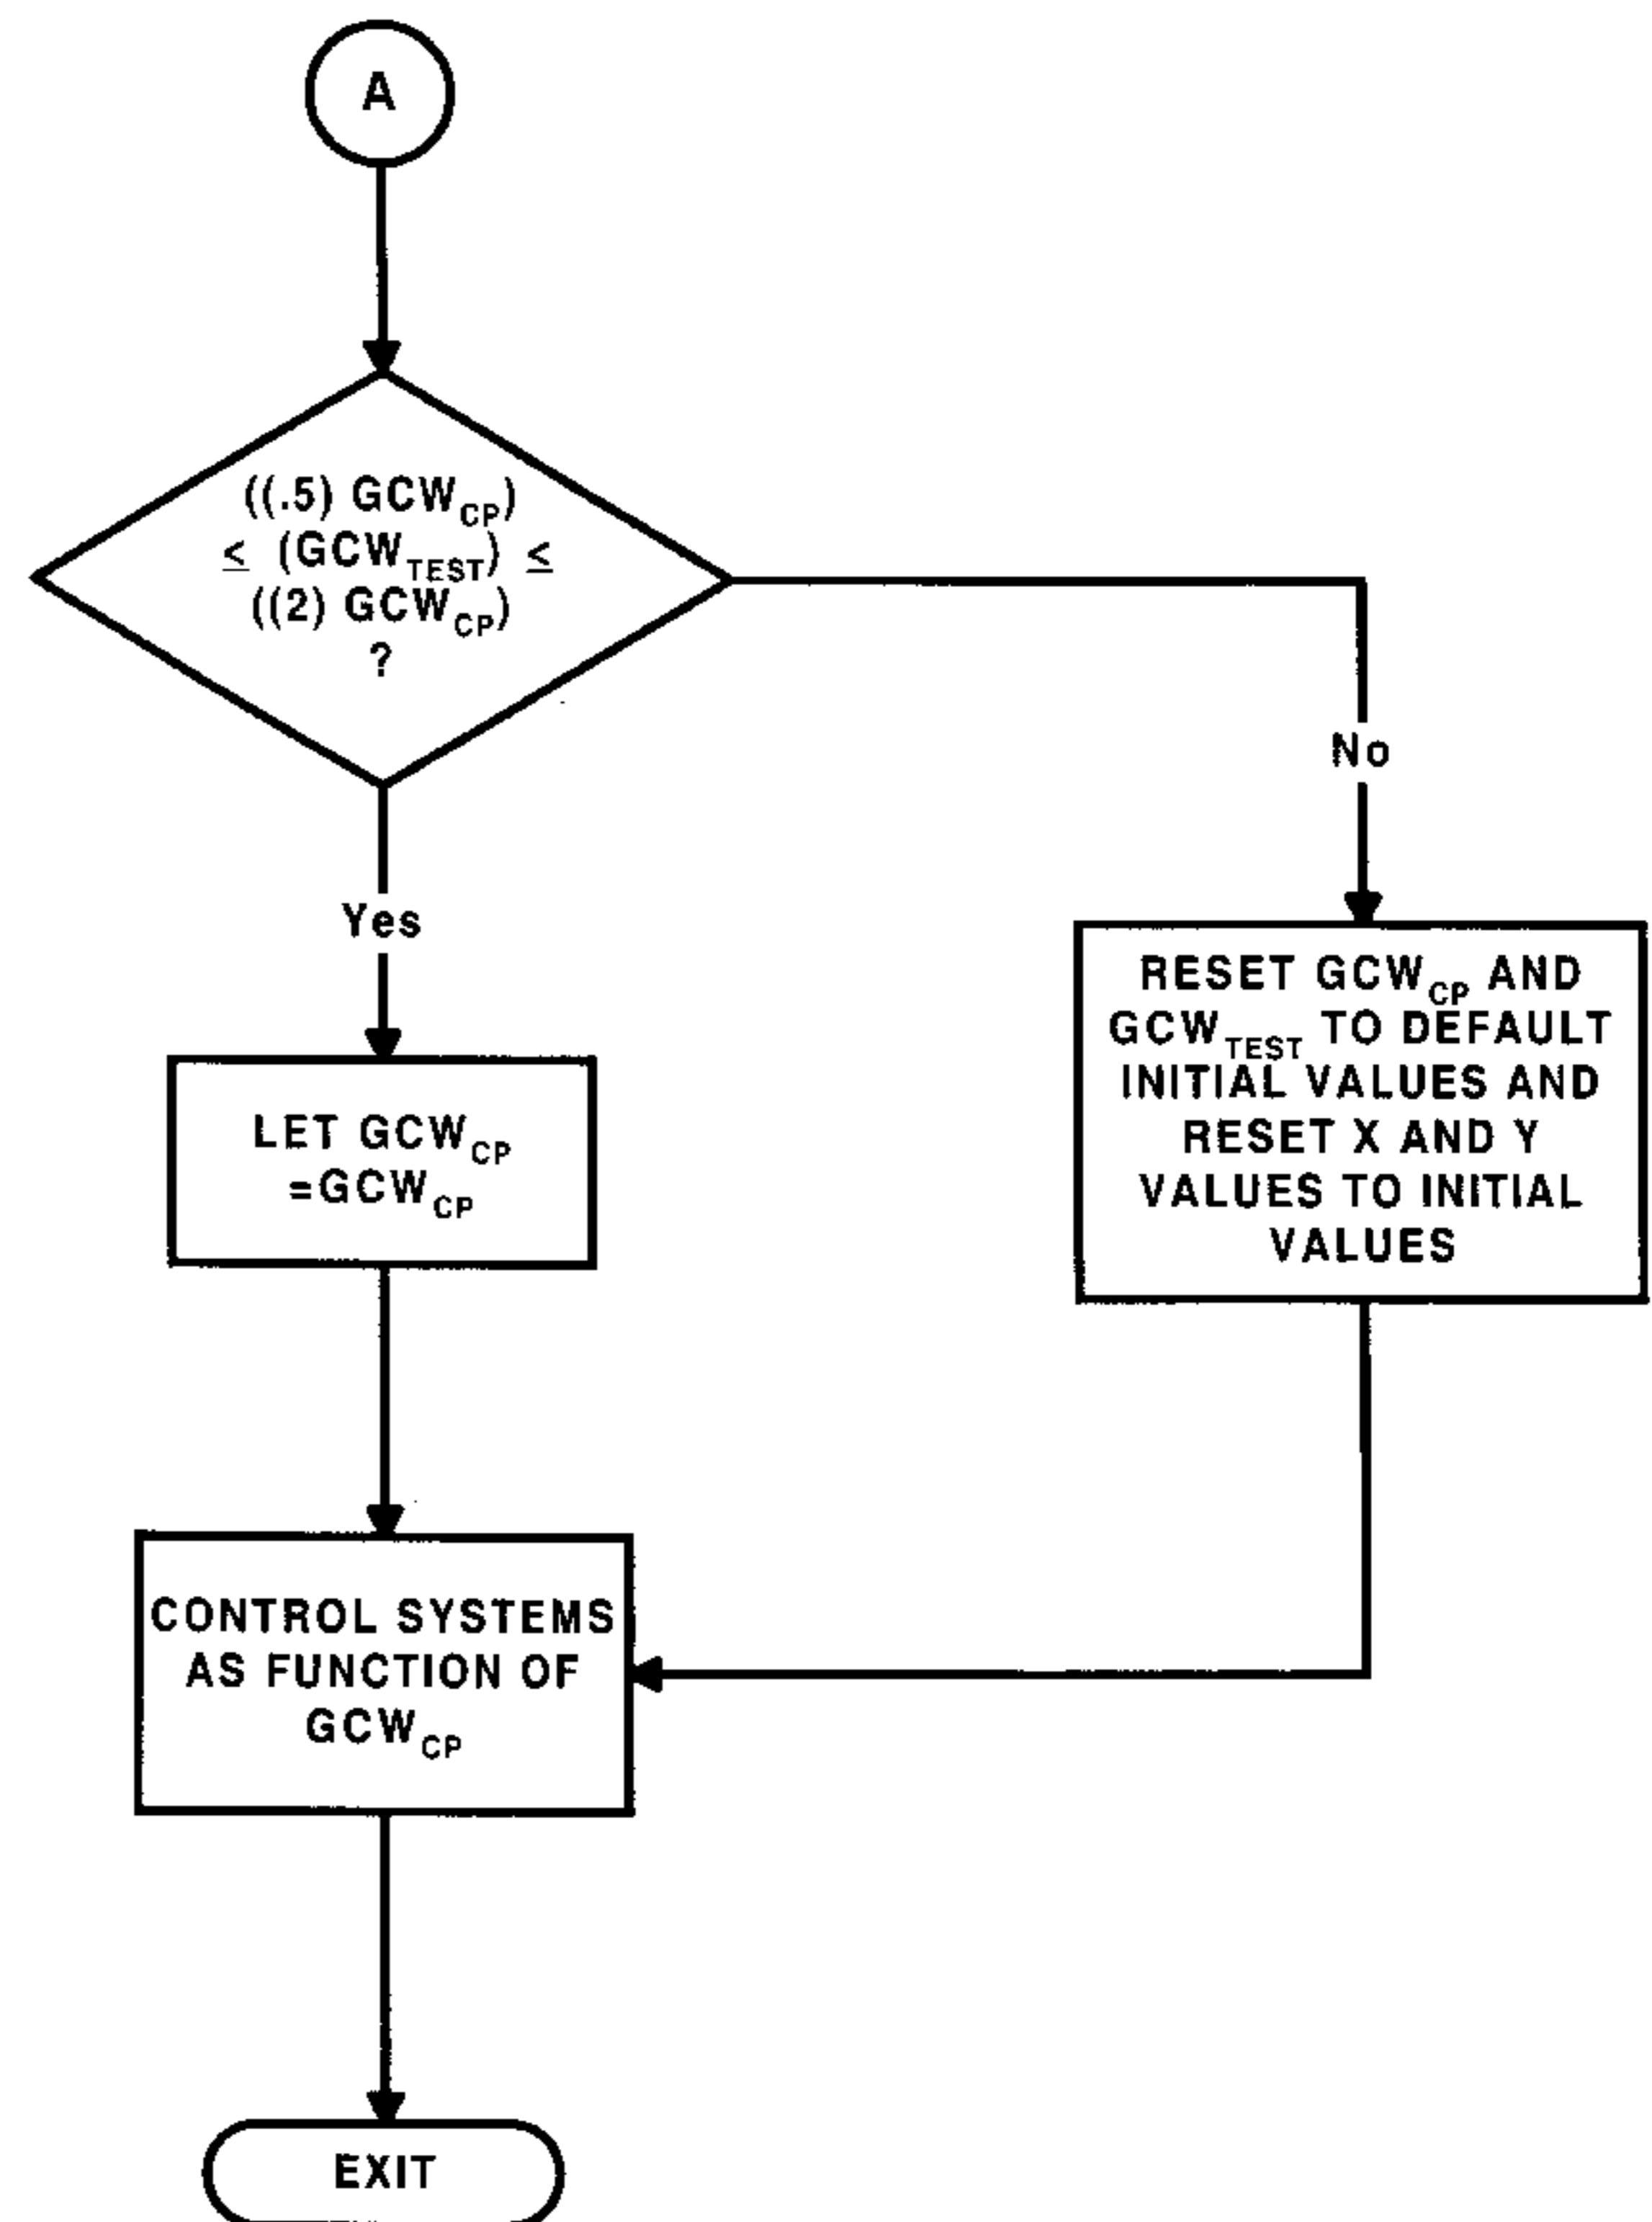 A
((.5) GCW_CP)
≤ (GCW_TEST) ≤
((2) GCW_CP)
?
Yes
No
LET GCW_CP
=GCW_CP
RESET GCW_CP AND
GCW_TEST TO DEFAULT
INITIAL VALUES AND
RESET X AND Y
VALUES TO INITIAL
VALUES
CONTROL SYSTEMS
AS FUNCTION OF
GCW_CP
EXIT